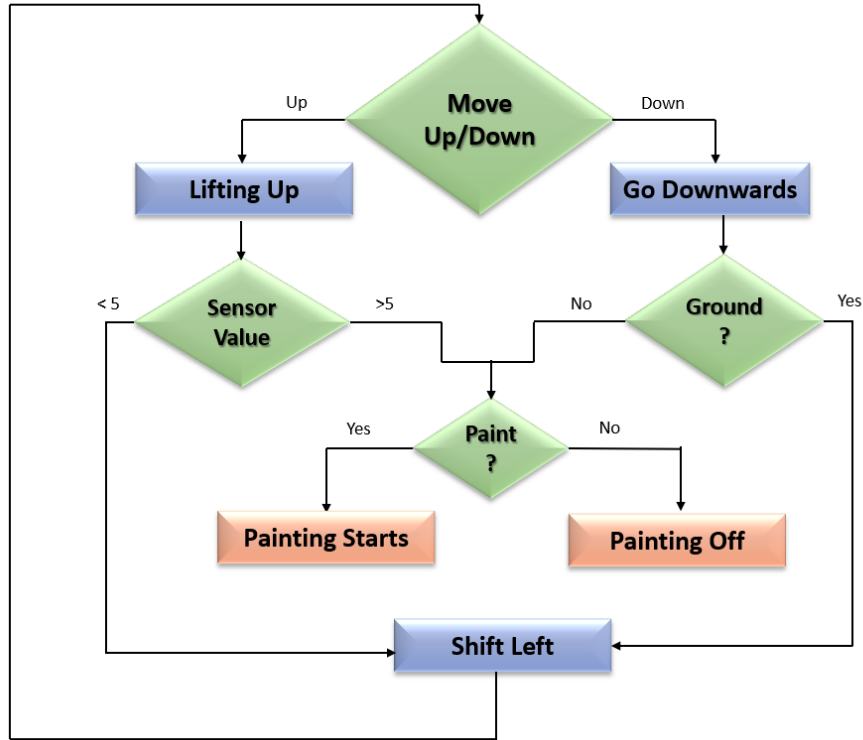 Move
Up/Down
Up
Down
Lifting Up
Go Downwards
< 5
Sensor
Value
>5
No
Ground
?
Yes
Yes
Paint
?
No
Painting Starts
Painting Off
Shift Left